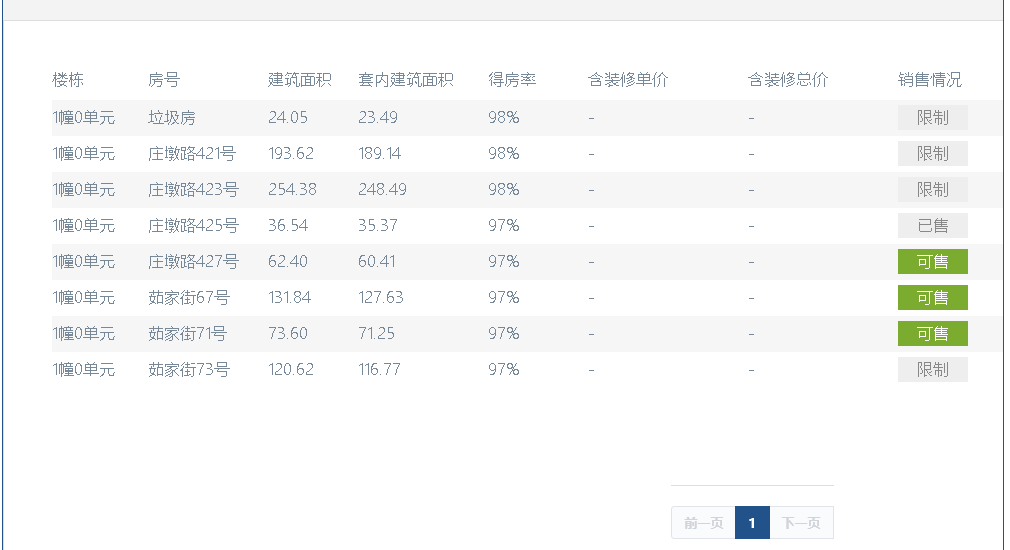 楼栋 房号 建筑面积 套内建筑面积 得房率 含装修单价 含装修总价 销售情况
1幢0单元 垃圾房 24.05 23.49 98% - - 限制
1幢0单元 庄墩路421号 193.62 189.14 98% - - 限制
1幢0单元 庄墩路423号 254.38 248.49 98% - - 限制
1幢0单元 庄墩路425号 36.54 35.37 97% - - 已售
1幢0单元 庄墩路427号 62.40 60.41 97% - - 可售
1幢0单元 茹家街67号 131.84 127.63 97% - - 可售
1幢0单元 茹家街71号 73.60 71.25 97% - - 可售
1幢0单元 茹家街73号 120.62 116.77 97% - - 限制
前一页 1 下一页